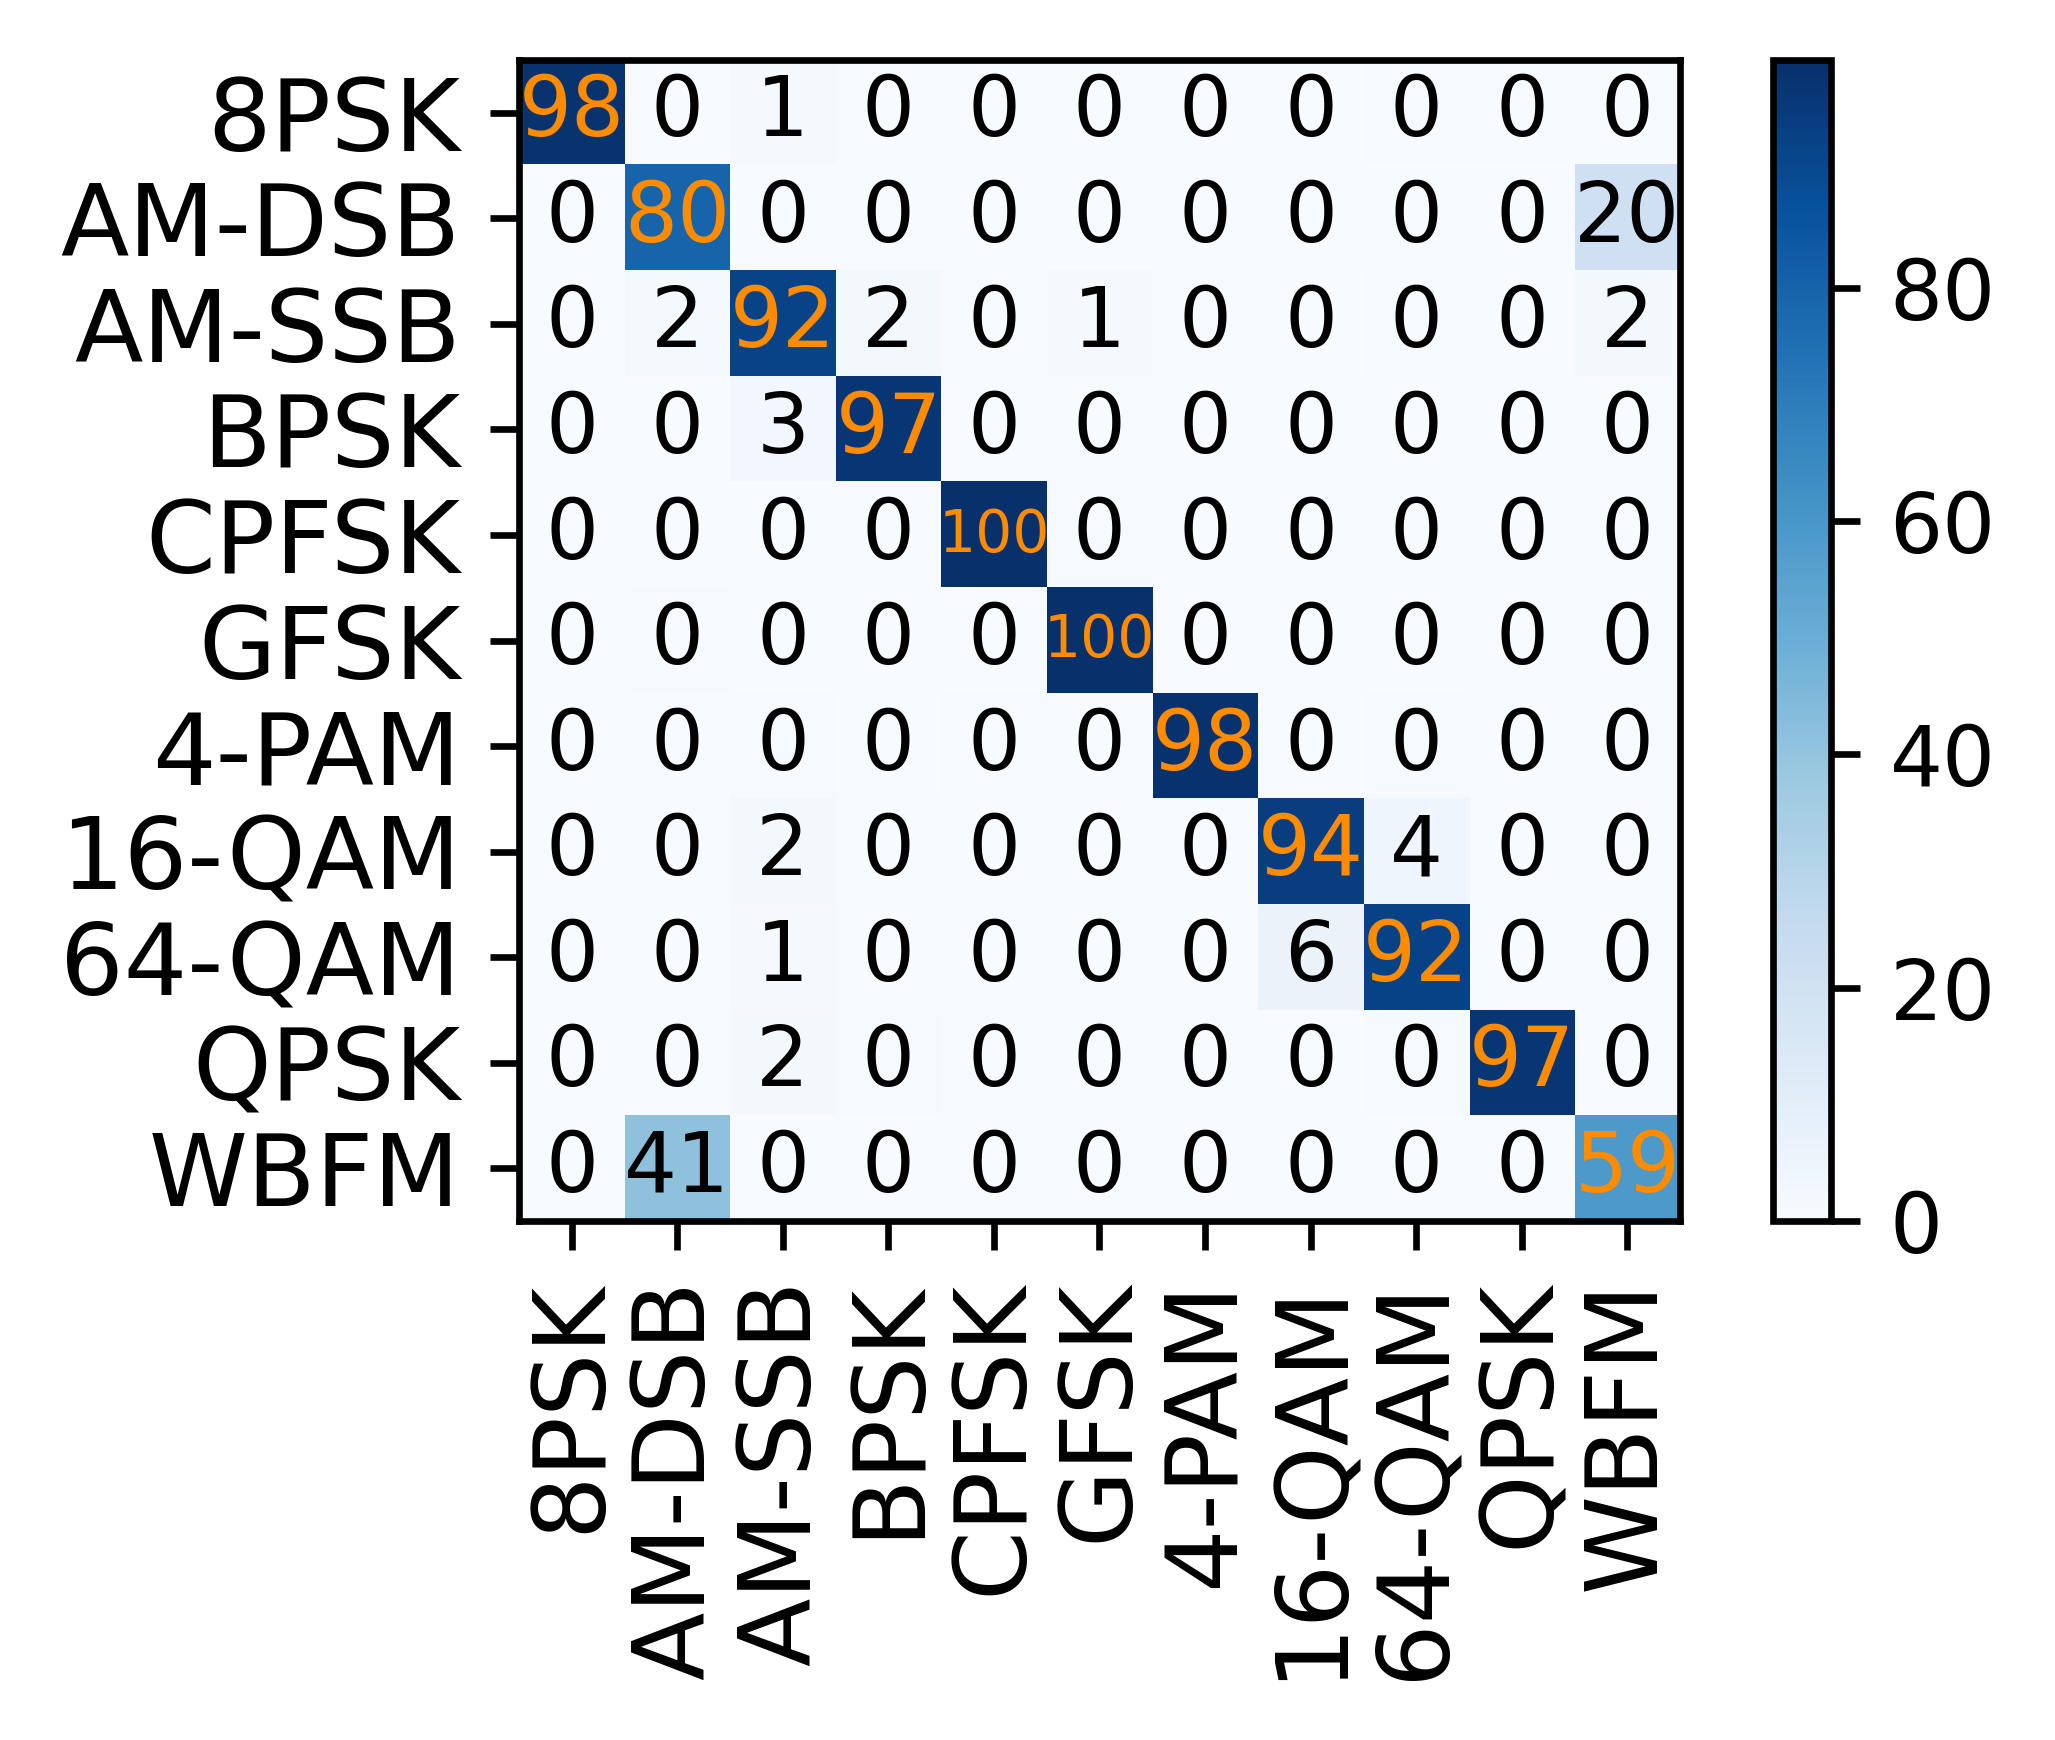 8PSK 98 0 1 0 0 0 0 0 0 0 0
AM-DSB 0 80 0 0 0 0 0 0 0 0 20
AM-SSB 0 2 92 2 0 1 0 0 0 0 2
BPSK 0 0 3 97 0 0 0 0 0 0 0
CPFSK 0 0 0 0 100 0 0 0 0 0 0
GFSK 0 0 0 0 0 100 0 0 0 0 0
4-PAM 0 0 0 0 0 0 98 0 0 0 0
16-QAM 0 0 2 0 0 0 0 94 4 0 0
64-QAM 0 0 1 0 0 0 0 6 92 0 0
QPSK 0 0 2 0 0 0 0 0 0 97 0
WBFM 0 41 0 0 0 0 0 0 0 0 59
8PSK
AM-DSB
AM-SSB
BPSK
CPFSK
GFSK
4-PAM
16-QAM
64-QAM
QPSK
WBFM
80
60
40
20
0